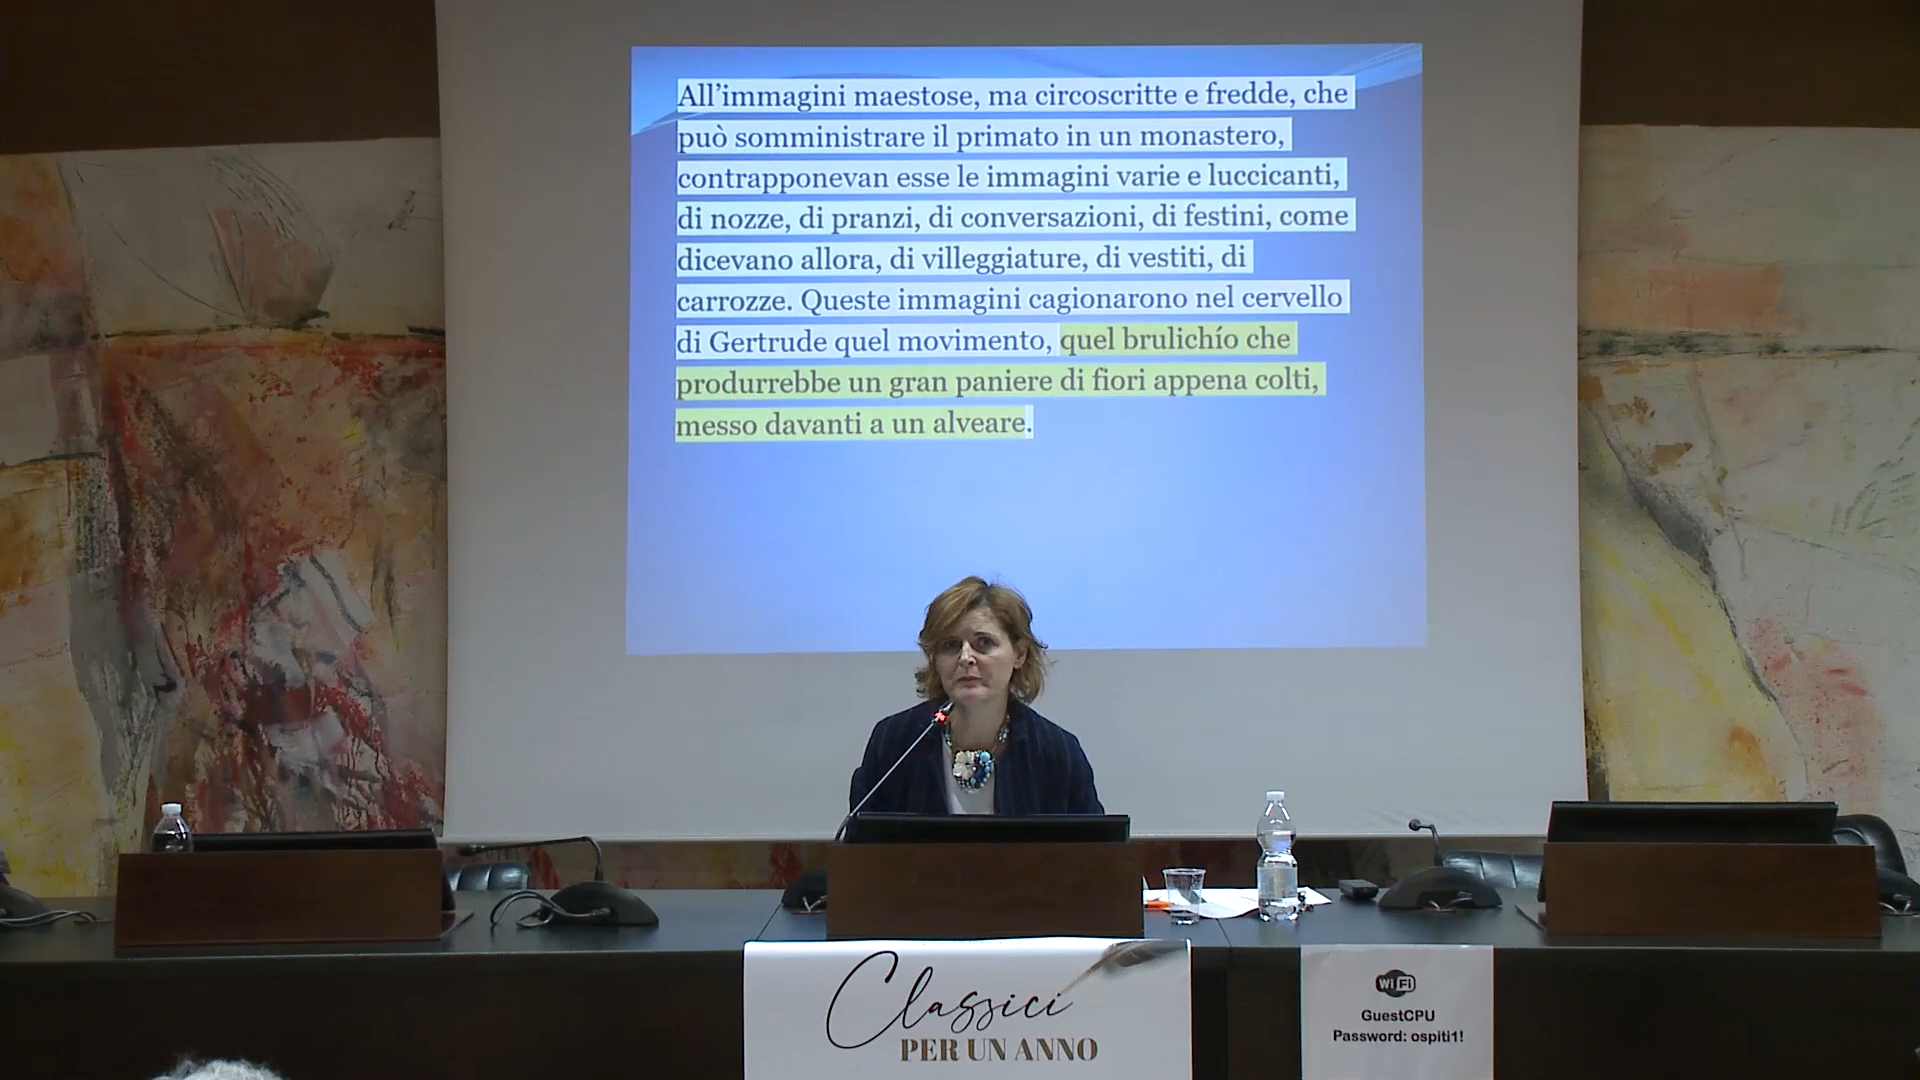 All’immagini maestose, ma circoscritte e fredde, che
può somministrare il primato in un monastero,
contrapponevan esse le immagini varie e luccicanti,
di nozze, di pranzi, di conversazioni, di festini, come
dicevano allora, di villeggiature, di vestiti, di
carrozze. Queste immagini cagionarono nel cervello
di Gertrude quel movimento, quel brulichío che
produrrebbe un gran paniere di fiori appena colti,
messo davanti a un alveare.
Classici
PER UN ANNO
Wi Fi
GuestCPU
Password: ospiti1!